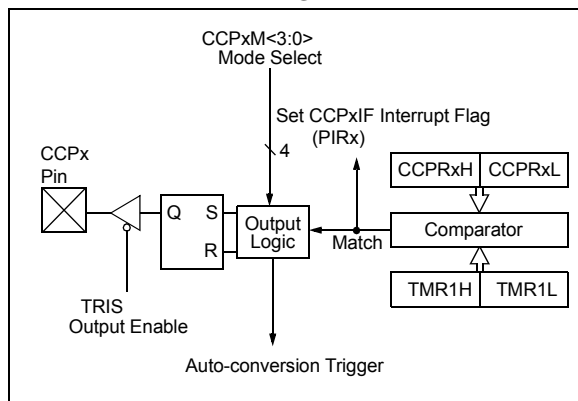 CCPxM<3:0>
Mode Select
Set CCPxIF Interrupt Flag
(PIRx)
4
CCPx
Pin
CCPRxH
CCPRxL
Q
S
R
Output
Logic
Match
Comparator
TMR1H
TMR1L
TRIS
Output Enable
Auto-conversion Trigger